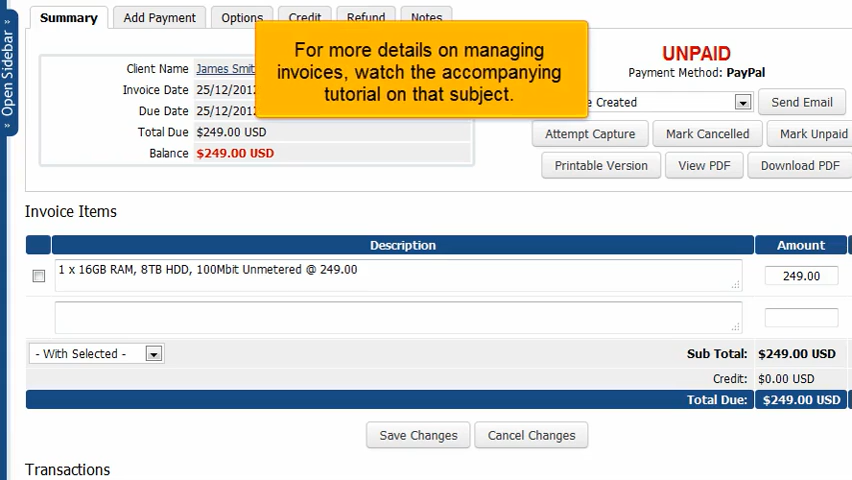 Summary Add Payment Options Credit Refund Notes
» Open Sidebar »
For more details on managing
invoices, watch the accompanying
tutorial on that subject.
Client Name James Smit
Invoice Date 25/12/2012
Due Date 25/12/2012
Total Due $249.00 USD
Balance $249.00 USD
UNPAID
Payment Method: PayPal
Created Send Email
Attempt Capture Mark Cancelled Mark Unpaid
Printable Version View PDF Download PDF
Invoice Items
Description Amount
1 x 16GB RAM, 8TB HDD, 100Mbit Unmetered @ 249.00 249.00
- With Selected - Sub Total: $249.00 USD
Credit: $0.00 USD
Total Due: $249.00 USD
Save Changes Cancel Changes
Transactions